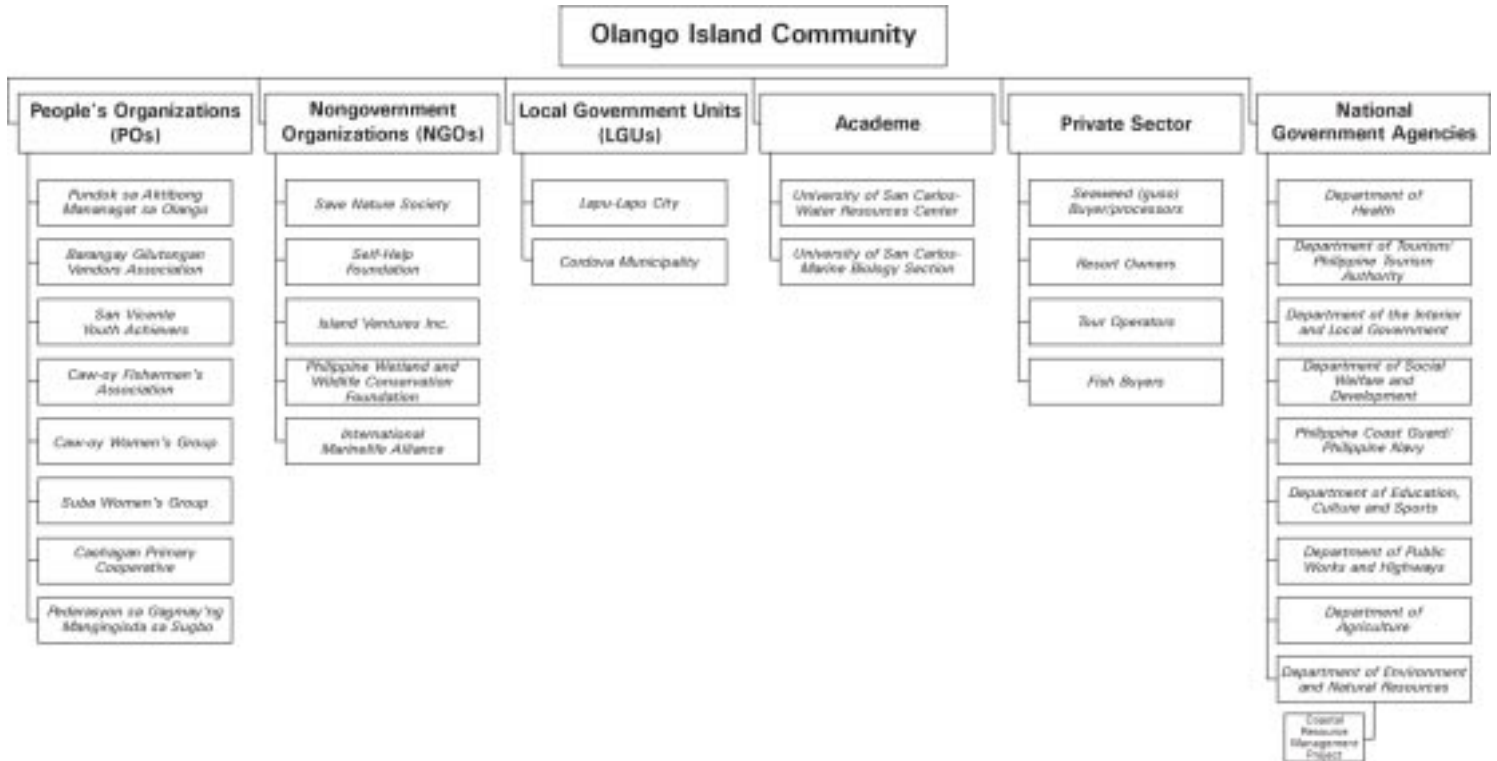 Olango Island Community
People's Organizations
(POs)
Pundok sa Aktibong
Mananagat sa Olango
Barangay Gilutongan
Vendors Association
San Vicente
Youth Achievers
Caw-oy Fishermen's
Association
Caw-oy Women's Group
Suba Women's Group
Caohagan Primary
Cooperative
Pederasyon sa Gagmay'ng
Mangingisda sa Sugbo
Nongovernment
Organizations (NGOs)
Save Nature Society
Self-Help
Foundation
Island Ventures Inc.
Philippine Wetland and
Wildlife Conservation
Foundation
International
Marinelife Alliance
Local Government Units
(LGUs)
Lapu-Lapu City
Cordova Municipality
Academe
University of San Carlos-
Water Resources Center
University of San Carlos-
Marine Biology Section
Private Sector
Seaweed (guso)
Buyer/processors
Resort Owners
Tour Operators
Fish Buyers
National
Government Agencies
Department of
Health
Department of Tourism/
Philippine Tourism
Authority
Department of the Interior
and Local Government
Department of Social
Welfare and
Development
Philippine Coast Guard/
Philippine Navy
Department of Education,
Culture and Sports
Department of Public
Works and Highways
Department of
Agriculture
Department of Environment
and Natural Resources
Coastal
Resource
Management
Project